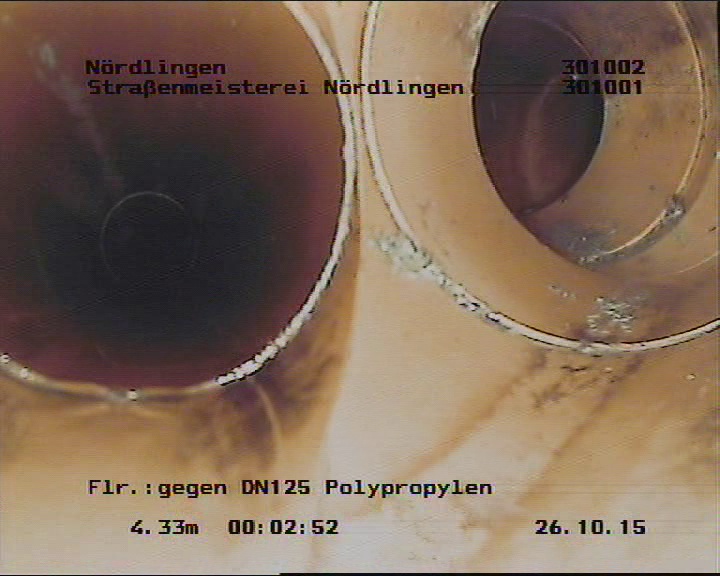 Nördlingen 301002
Straßenmeisterei Nördlingen 301001
Flr.:gegen DN125 Polypropylen
4.33m 00:02:52 26.10.15